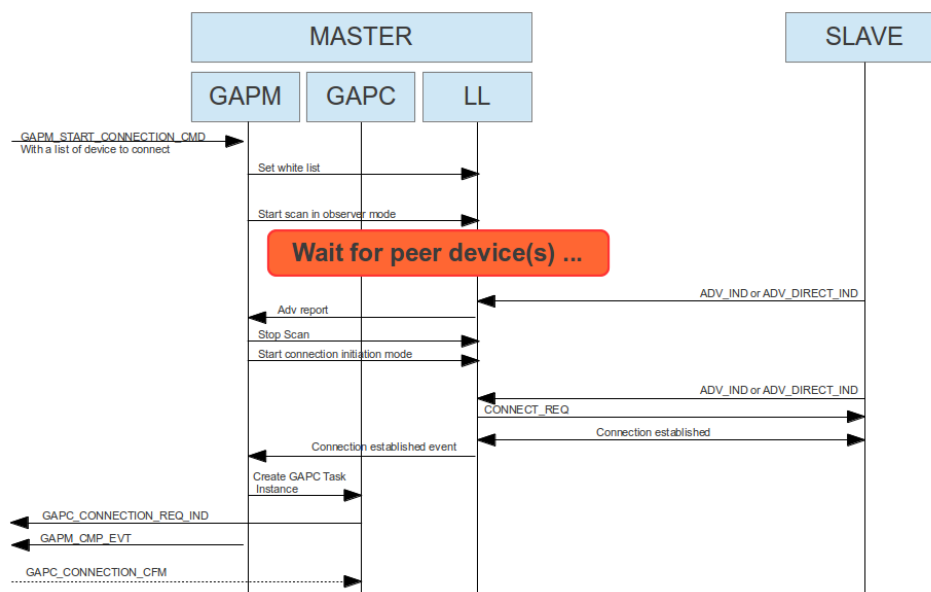 MASTER
SLAVE
GAPM
GAPC
LL
GAPM_START_CONNECTION_CMD
With a list of device to connect
Set white list
Start scan in observer mode
Wait for peer device(s) ...
ADV_IND or ADV_DIRECT_IND
Adv report
Stop Scan
Start connection initiation mode
ADV_IND or ADV_DIRECT_IND
CONNECT_REQ
Connection established
Connection established event
Create GAPC Task
Instance
GAPC_CONNECTION_REQ_IND
GAPM_CMP_EVT
GAPC_CONNECTION_CFM